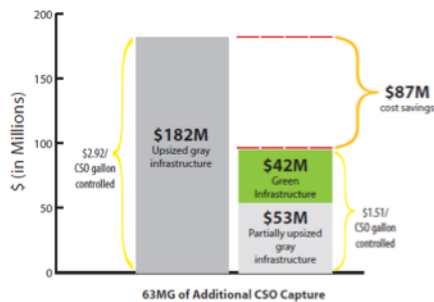 $ (in Millions)
200
150
100
50
0
$2.92/
CSO gallon
controlled
$182M
Upsized gray
infrastructure
$42M
Green
Infrastructure
$53M
Partially upsized
gray
infrastructure
$87M
cost savings
$1.51/
CSO gallon
controlled
63MG of Additional CSO Capture